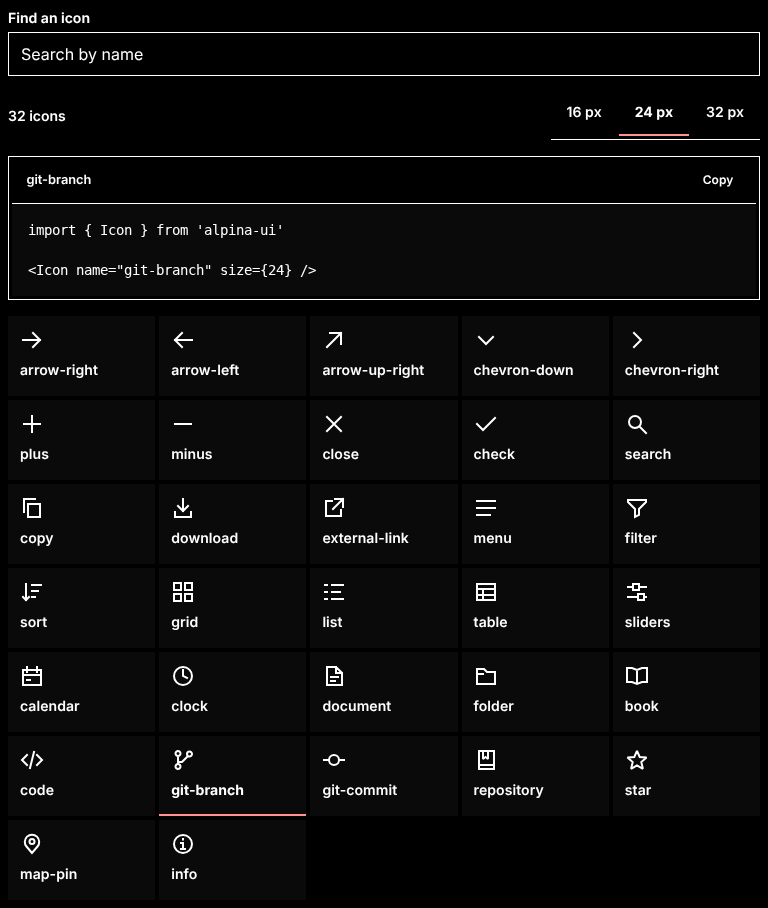 Find an icon
Search by name
32 icons
16 px 24 px 32 px
git-branch Copy
import { Icon } from 'alpina-ui'
<Icon name="git-branch" size={24} />
arrow-right arrow-left arrow-up-right chevron-down chevron-right
plus minus close check search
copy download external-link menu filter
sort grid list table sliders
calendar clock document folder book
code git-branch git-commit repository star
map-pin info